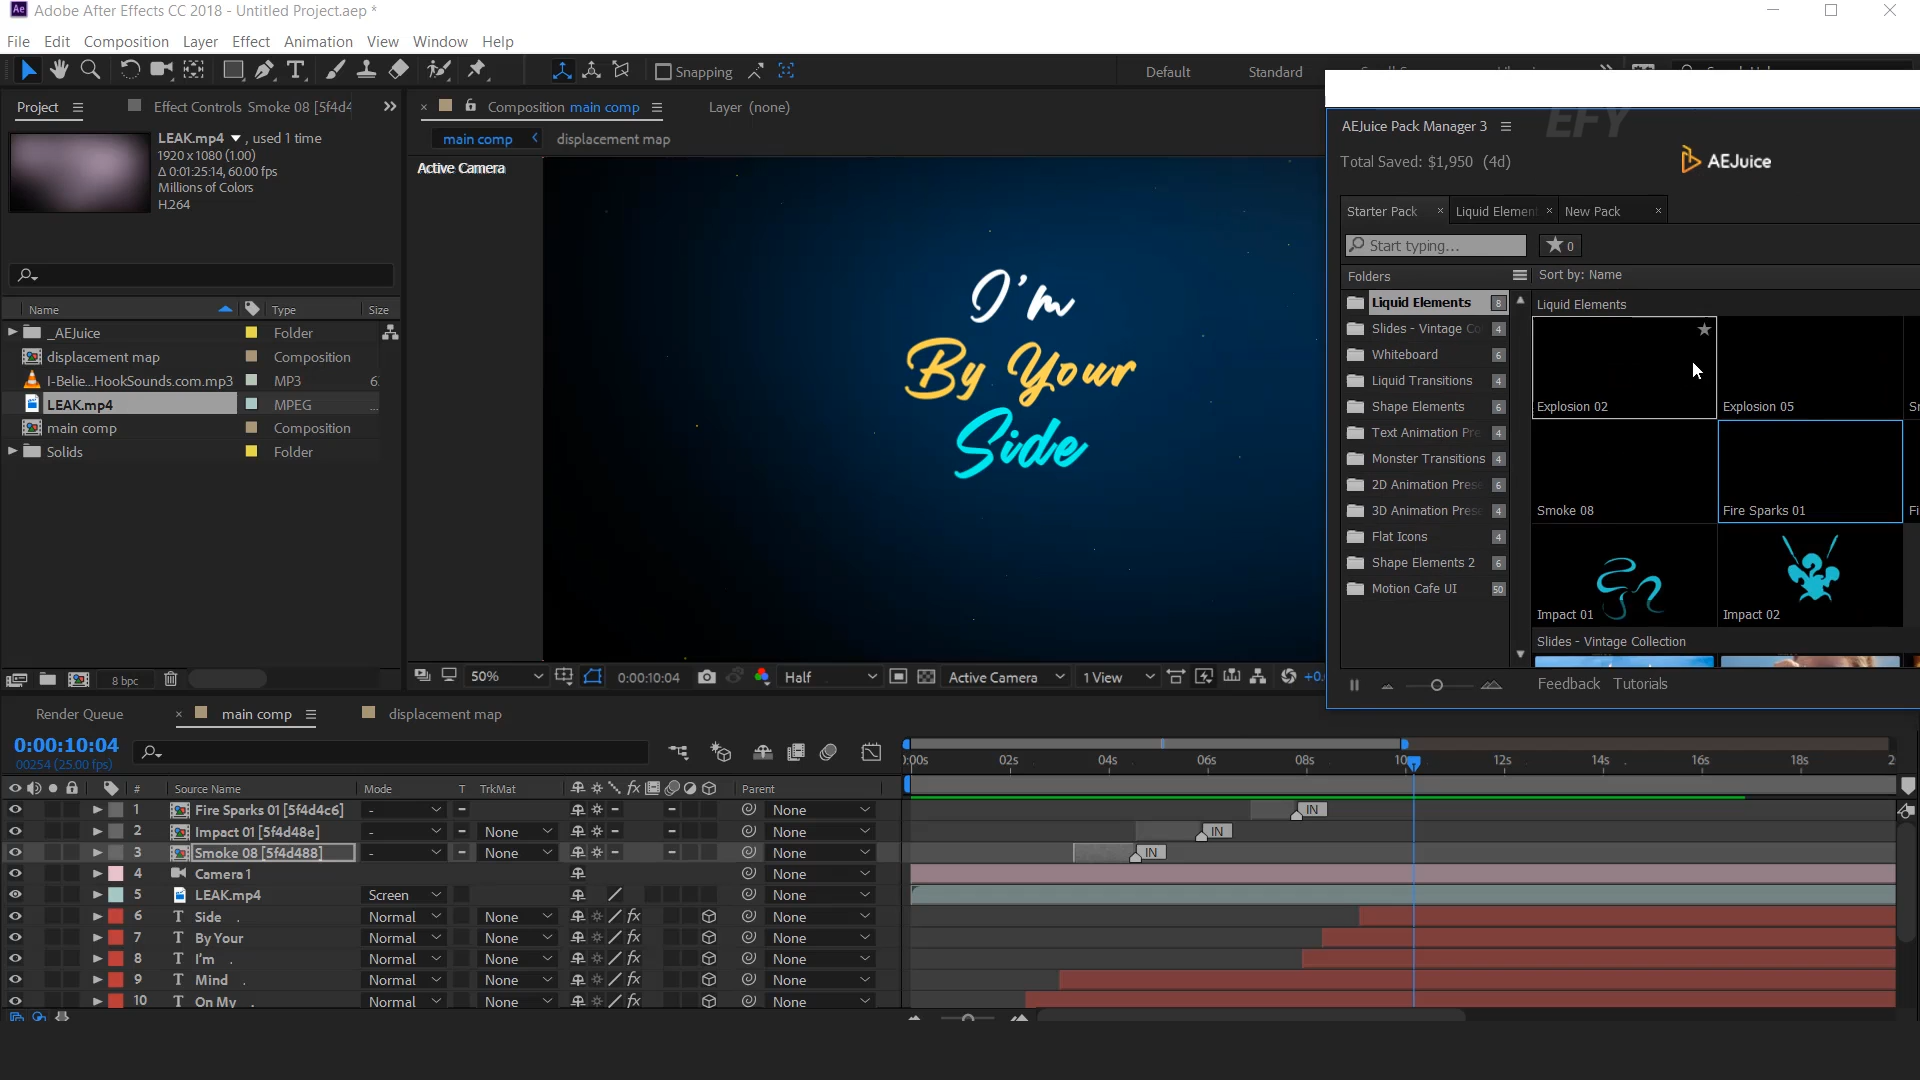 Adobe After Effects CC 2018 - Untitled Project.aep *
File Edit Composition Layer Effect Animation View Window Help
Snapping Default Standard
Project Effect Controls Smoke 08 [5f4d4
Composition main comp Layer (none)
main comp displacement map
Active Camera
LEAK.mp4 , used 1 time
1920 x 1080 (1.00)
Δ 0:01:25:14, 60.00 fps
Millions of Colors
H.264
Name Type Size
_AEJuice Folder
displacement map Composition
I-Belie...HookSounds.com.mp3 MP3 6.
LEAK.mp4 MPEG ...
main comp Composition
Solids Folder
8 bpc
I'm
By Your
Side
50% 0:00:10:04 Half Active Camera 1 View +0.
EFY
AEJuice Pack Manager 3
Total Saved: $1,950 (4d)
AEJuice
Starter Pack × Liquid Elemen × New Pack ×
Start typing... 0
Folders Sort by: Name
Liquid Elements 8
Slides - Vintage Co 4
Whiteboard 6
Liquid Transitions 4
Shape Elements 6
Text Animation Pre 4
Monster Transitions 4
2D Animation Prese 6
3D Animation Prese 4
Flat Icons 4
Shape Elements 2 6
Motion Cafe UI 50
Liquid Elements
Explosion 02 Explosion 05
Smoke 08 Fire Sparks 01
Impact 01 Impact 02
Slides - Vintage Collection
Feedback Tutorials
Render Queue main comp displacement map
0:00:10:04
00254 (25.00 fps)
:00s 02s 04s 06s 08s 10 12s 14s 16s 18s 2
# Source Name Mode T TrkMat Parent
1 Fire Sparks 01 [5f4d4c6] - None IN
2 Impact 01 [5f4d48e] - None None IN
3 Smoke 08 [5f4d488] - None None IN
4 Camera 1 None
5 LEAK.mp4 Screen None
6 T Side . Normal None fx None
7 T By Your Normal None fx None
8 T I'm . Normal None fx None
9 T Mind . Normal None fx None
10 T On My . Normal None fx None